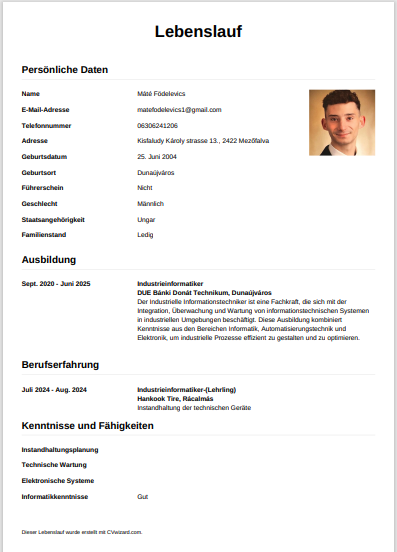 Lebenslauf
Persönliche Daten
Name Máté Födelevics
E-Mail-Adresse matefodelevics1@gmail.com
Telefonnummer 06306241206
Adresse Kisfaludy Károly strasse 13., 2422 Mezőfalva
Geburtsdatum 25. Juni 2004
Geburtsort Dunaújváros
Führerschein Nicht
Geschlecht Männlich
Staatsangehörigkeit Ungar
Familienstand Ledig
Ausbildung
Sept. 2020 - Juni 2025 Industrieinformatiker
DUE Bánki Donát Technikum, Dunaújváros
Der Industrielle Informationstechniker ist eine Fachkraft, die sich mit der
Integration, Überwachung und Wartung von informationstechnischen Systemen
in industriellen Umgebungen beschäftigt. Diese Ausbildung kombiniert
Kenntnisse aus den Bereichen Informatik, Automatisierungstechnik und
Elektronik, um industrielle Prozesse effizient zu gestalten und zu optimieren.
Berufserfahrung
Juli 2024 - Aug. 2024 Industrieinformatiker-(Lehrling)
Hankook Tire, Rácalmás
Instandhaltung der technischen Geräte
Kenntnisse und Fähigkeiten
Instandhaltungsplanung
Technische Wartung
Elektronische Systeme
Informatikkenntnisse Gut
Dieser Lebenslauf wurde erstellt mit CVwizard.com.